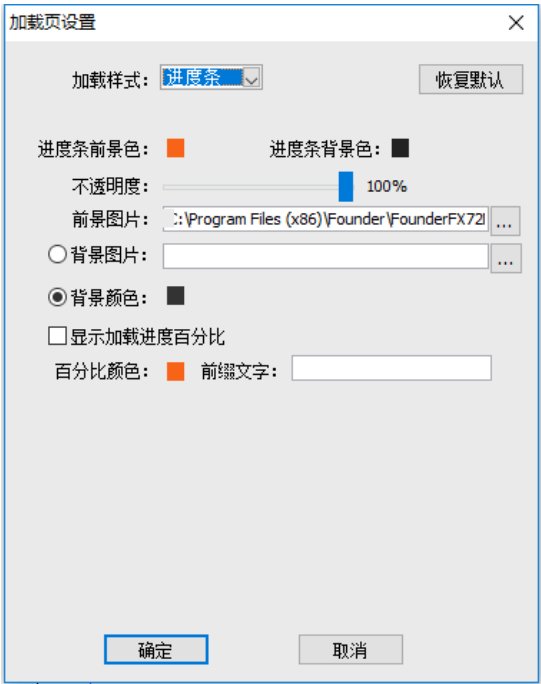 加载页设置
加载样式： 进度条 恢复默认
进度条前景色： 进度条背景色：
不透明度： 100%
前景图片： :\Program Files (x86)\Founder\FounderFX72 ...
背景图片： ...
背景颜色：
显示加载进度百分比
百分比颜色： 前缀文字：
确定 取消